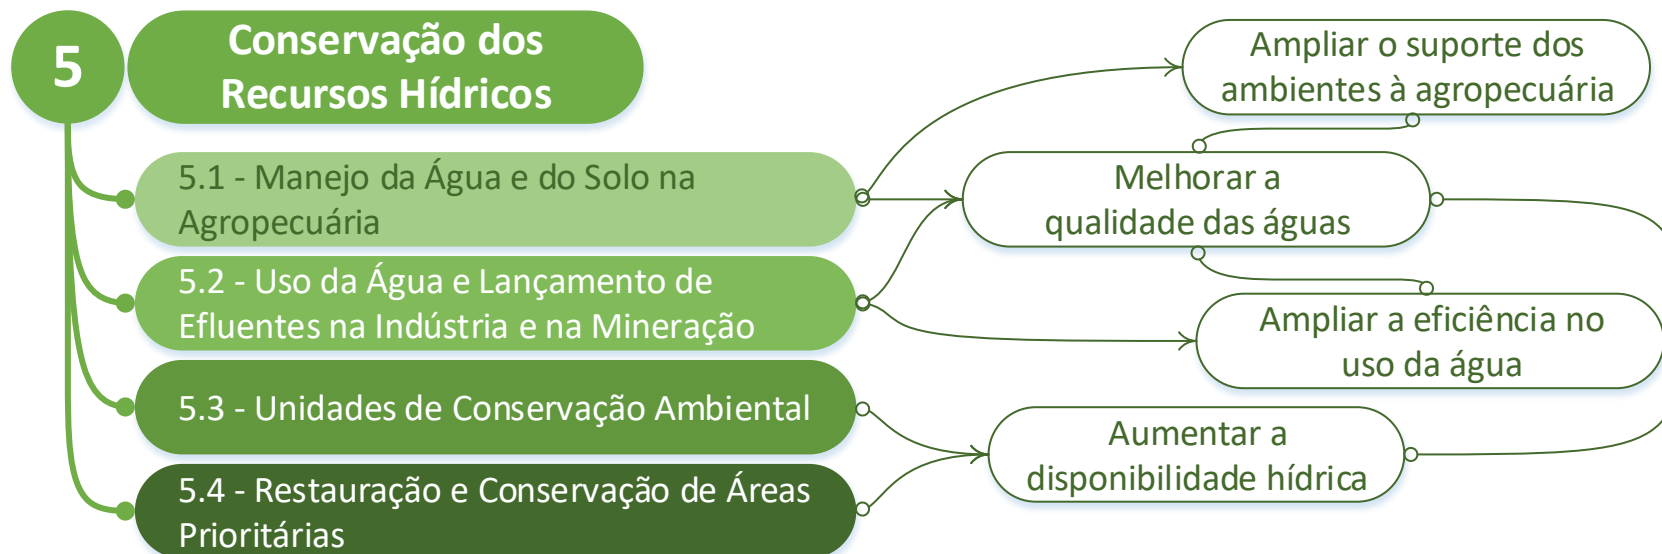 5
Conservação dos
Recursos Hídricos
5.1 - Manejo da Água e do Solo na
Agropecuária
5.2 - Uso da Água e Lançamento de
Efluentes na Indústria e na Mineração
5.3 - Unidades de Conservação Ambiental
5.4 - Restauração e Conservação de Áreas
Prioritárias
Ampliar o suporte dos
ambientes à agropecuária
Melhorar a
qualidade das águas
Ampliar a eficiência no
uso da água
Aumentar a
disponibilidade hídrica